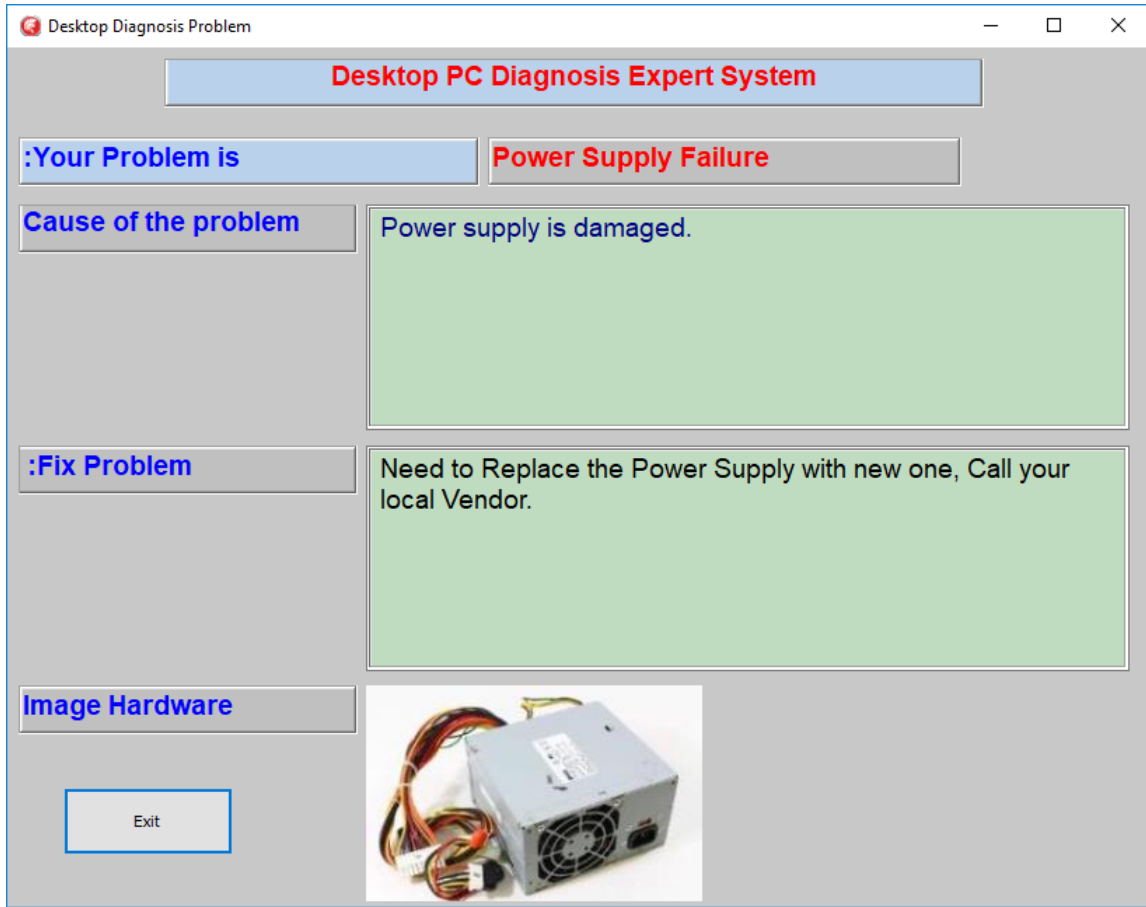 Desktop Diagnosis Problem
Desktop PC Diagnosis Expert System
:Your Problem is
Power Supply Failure
Cause of the problem
Power supply is damaged.
:Fix Problem
Need to Replace the Power Supply with new one, Call your
local Vendor.
Image Hardware
Exit